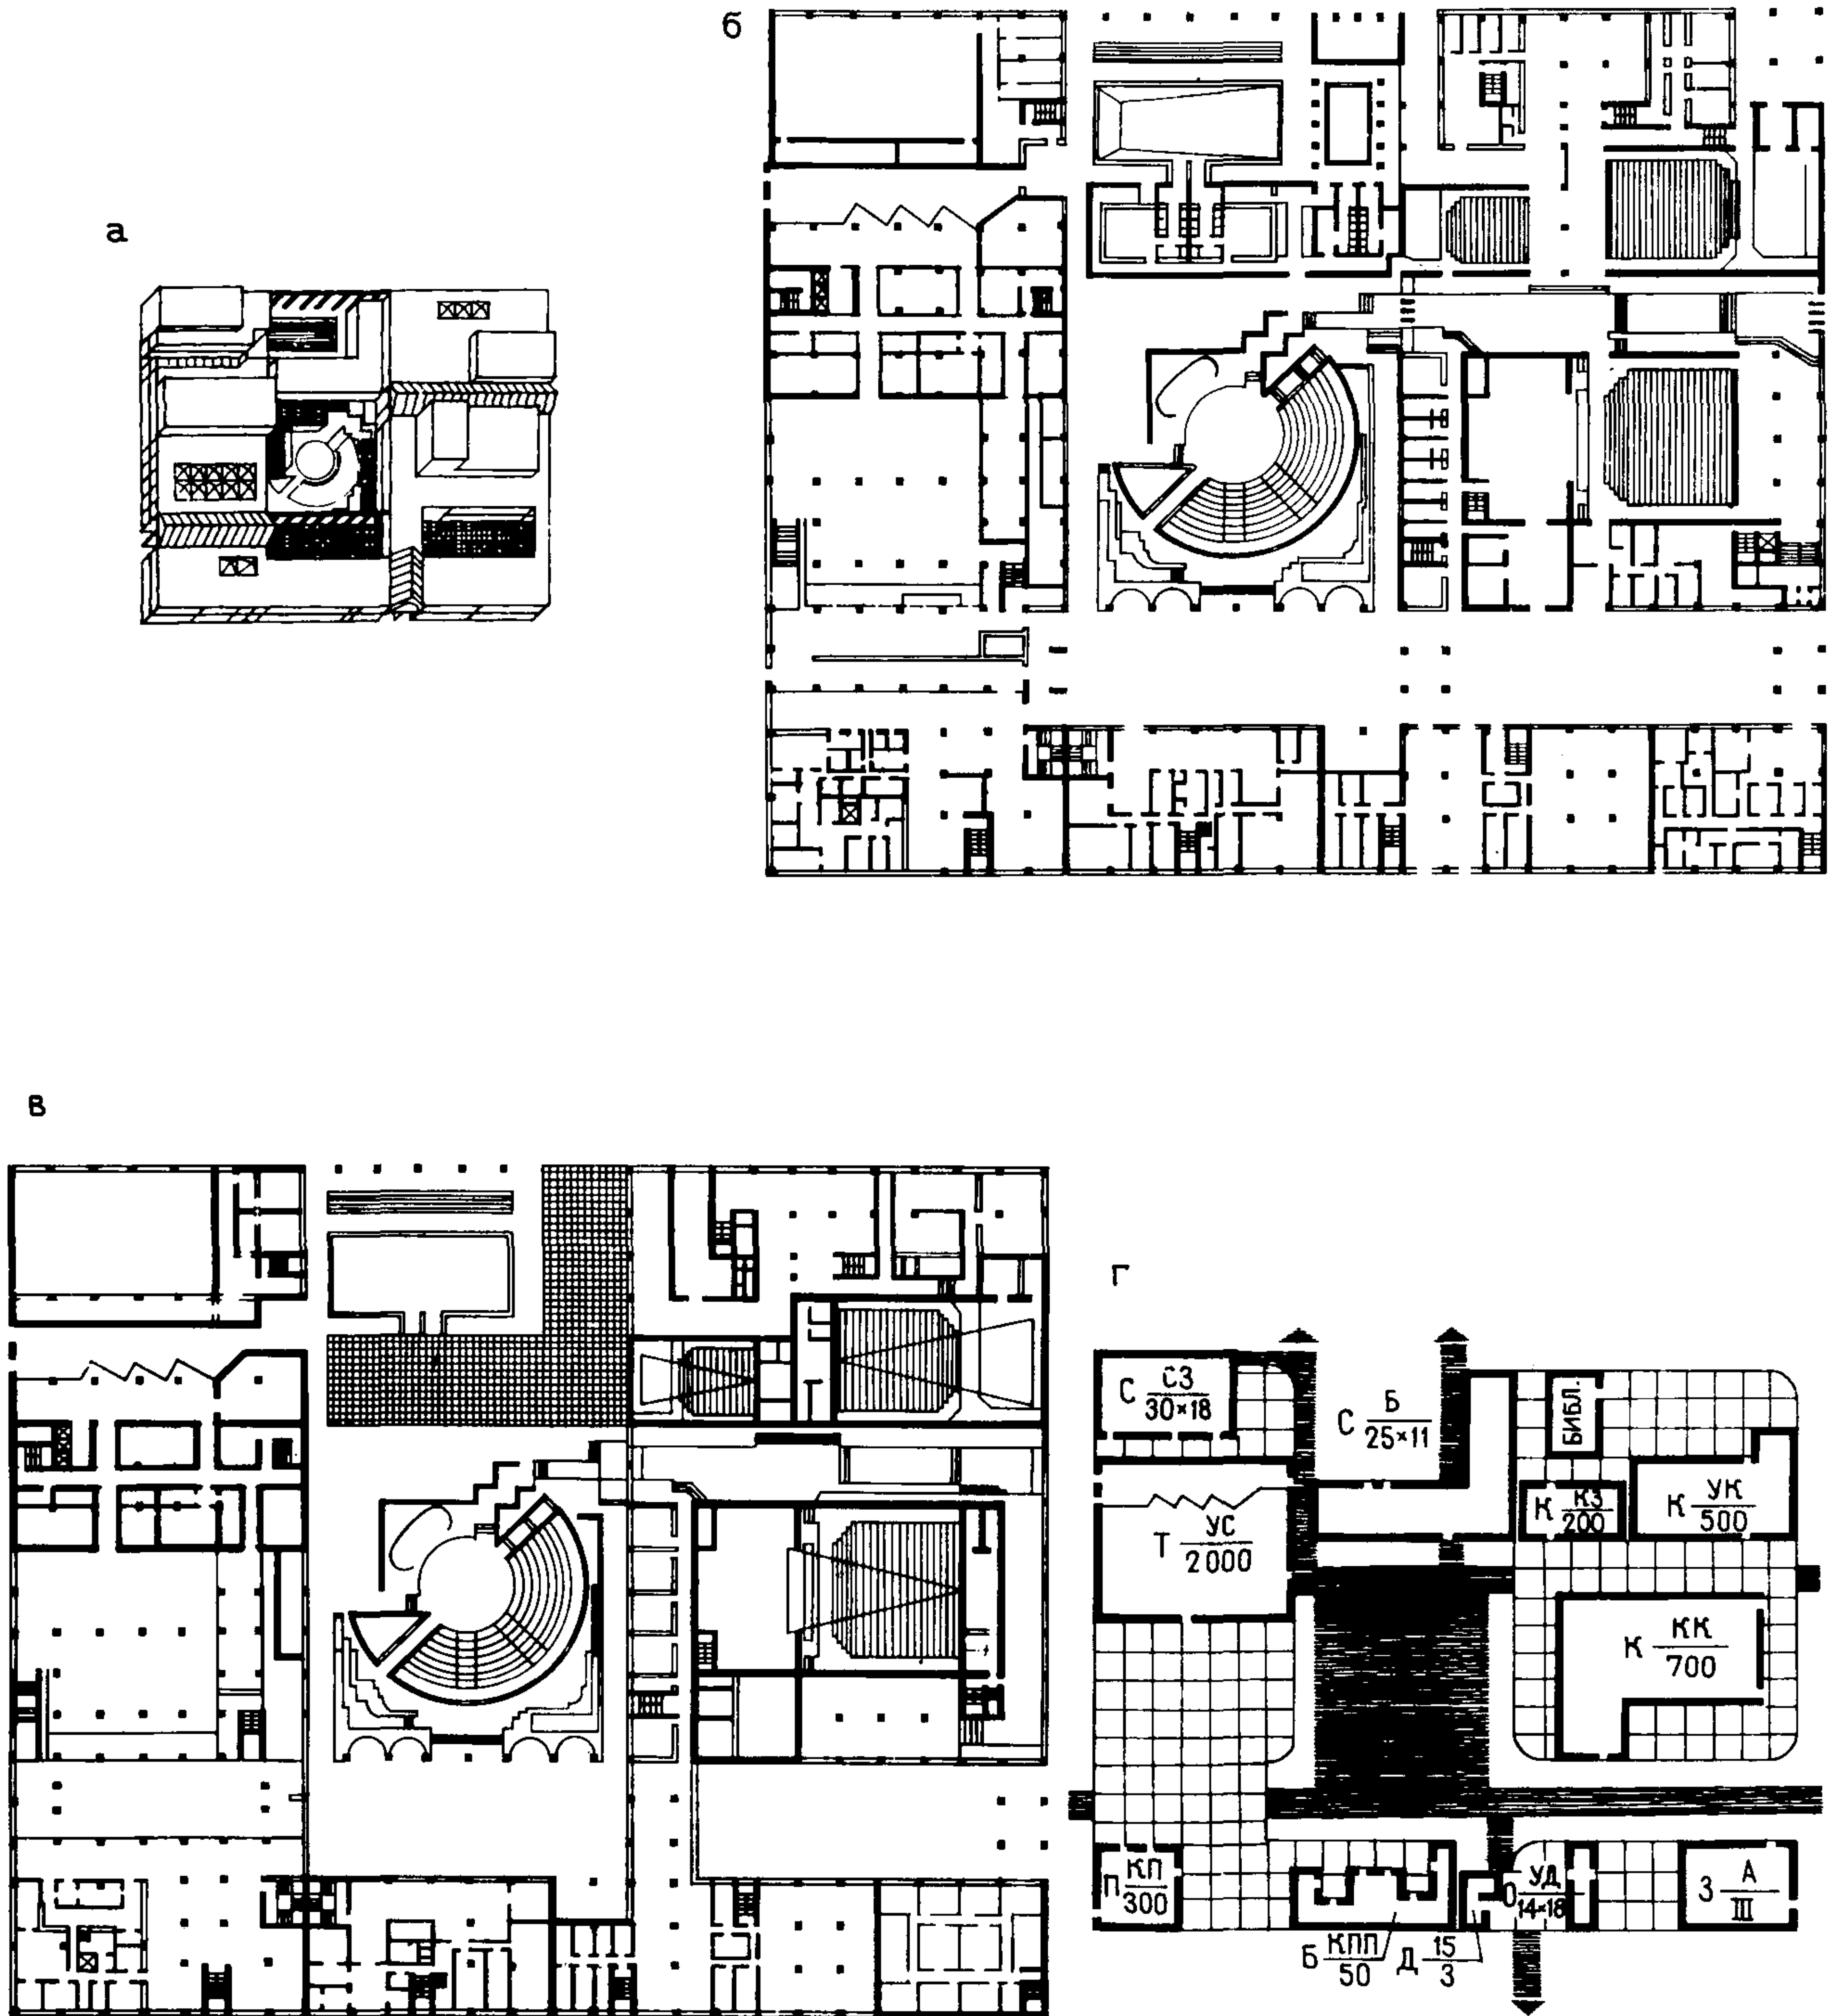 б
а
в
г
С СЗ/30×18
С Б/25×11
БИБЛ.
Т УС/2000
К КЗ/200
К УК/500
К КК/700
П КП/300
О УД/14×18
З А/III
Б КПП/50
Д 15/3